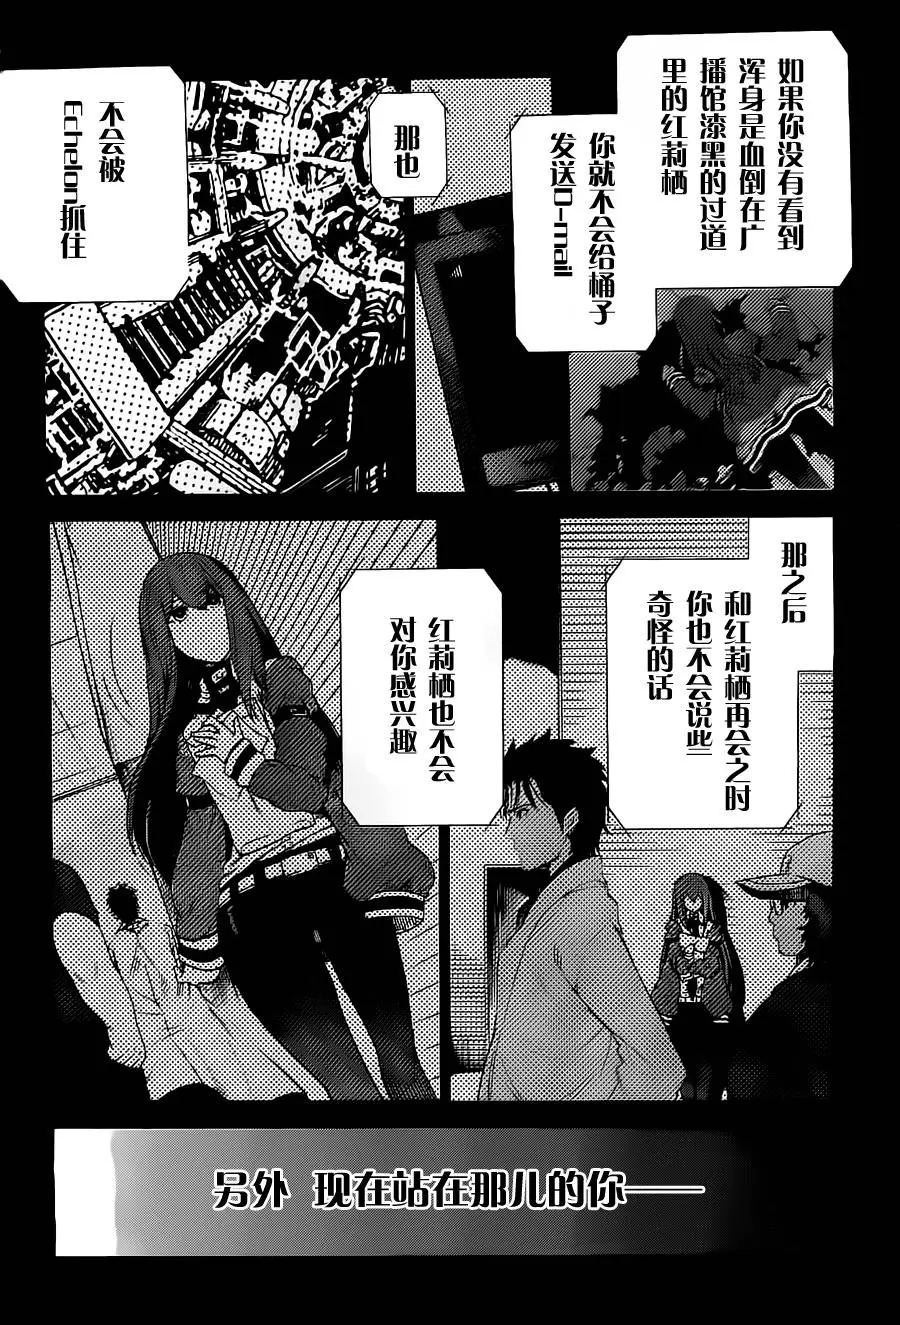 如果你没有看到
浑身是血倒在广
播馆漆黑的过道
里的红莉栖
你就不会给桶子
发送D-mail
那也
不会被
Echelon抓住
那之后
和红莉栖再会之时
你也不会说些
奇怪的话
红莉栖也不会
对你感兴趣
另外 现在站在那儿的你——